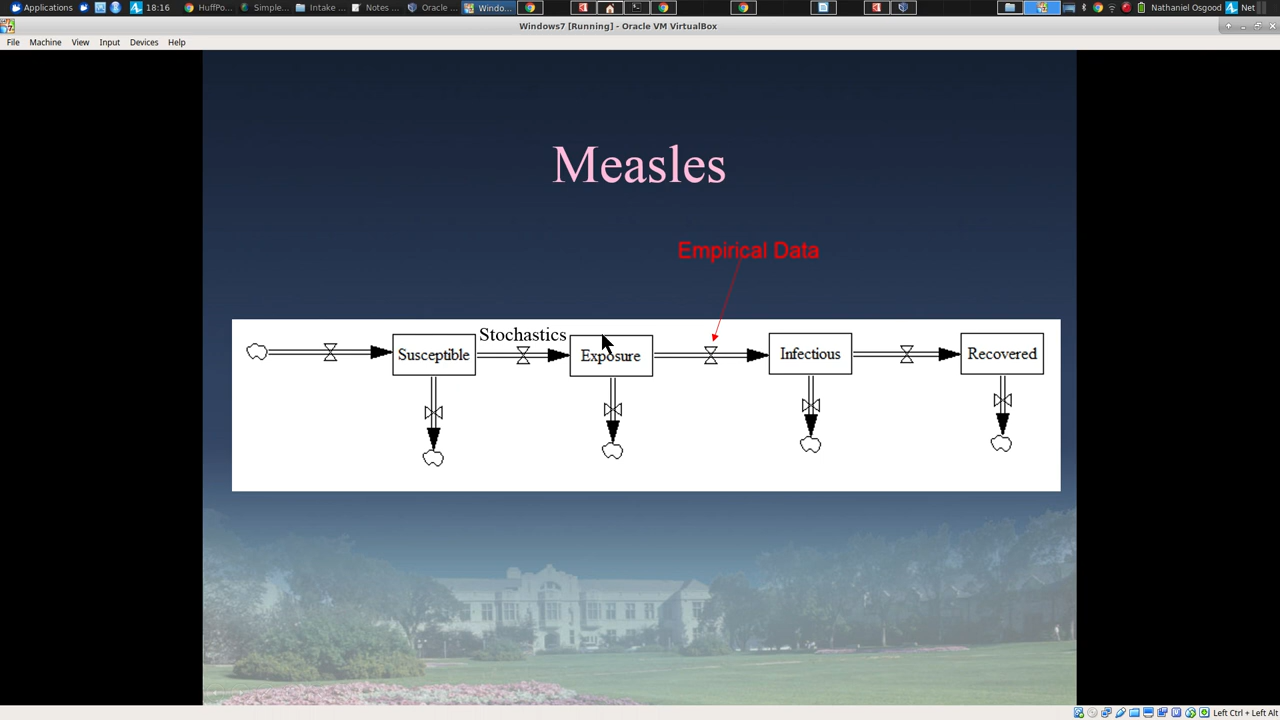 Applications
18:16
HuffPo...
Simple...
Intake ...
Notes ...
Oracle ...
Windo...
Nathaniel Osgood
Net
Windows7 [Running] - Oracle VM VirtualBox
File Machine View Input Devices Help
Measles
Empirical Data
Stochastics
Susceptible
Exposure
Infectious
Recovered
Left Ctrl + Left Alt